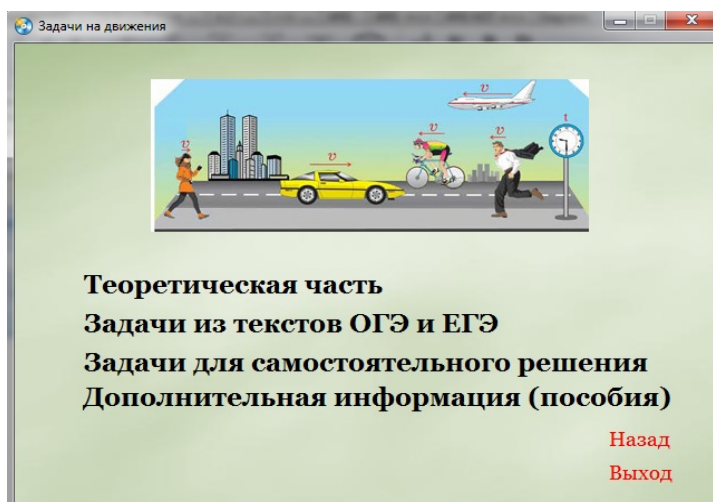 Задачи на движения
v
v
v
v
v
t
Теоретическая часть
Задачи из текстов ОГЭ и ЕГЭ
Задачи для самостоятельного решения
Дополнительная информация (пособия)
Назад
Выход